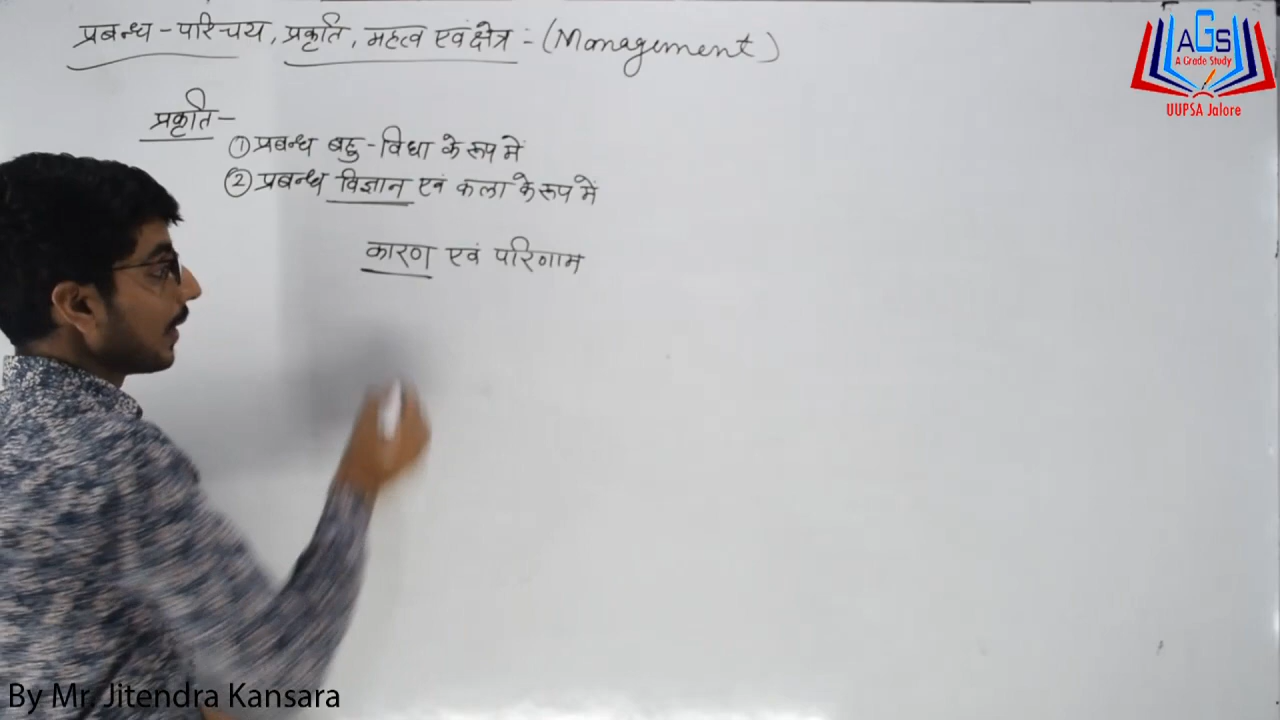 प्रबन्ध - परिचय, प्रकृति, महत्व एवं क्षेत्र :- (Management)
प्रकृति -
① प्रबन्ध बहु - विधा के रूप में
② प्रबन्ध विज्ञान एवं कला के रूप में
कारण एवं परिणाम
AGS
A Grade Study
UUPSA Jalore
By Mr. Jitendra Kansara